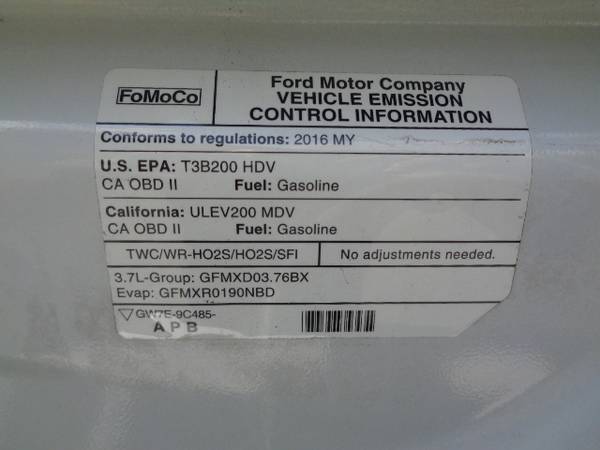 FoMoCo
Ford Motor Company
VEHICLE EMISSION
CONTROL INFORMATION
Conforms to regulations: 2016 MY
U.S. EPA: T3B200 HDV
CA OBD II Fuel: Gasoline
California: ULEV200 MDV
CA OBD II Fuel: Gasoline
TWC/WR-HO2S/HO2S/SFI No adjustments needed.
3.7L-Group: GFMXD03.76BX
Evap: GFMXR0190NBD
GW7E-9C485-
APB